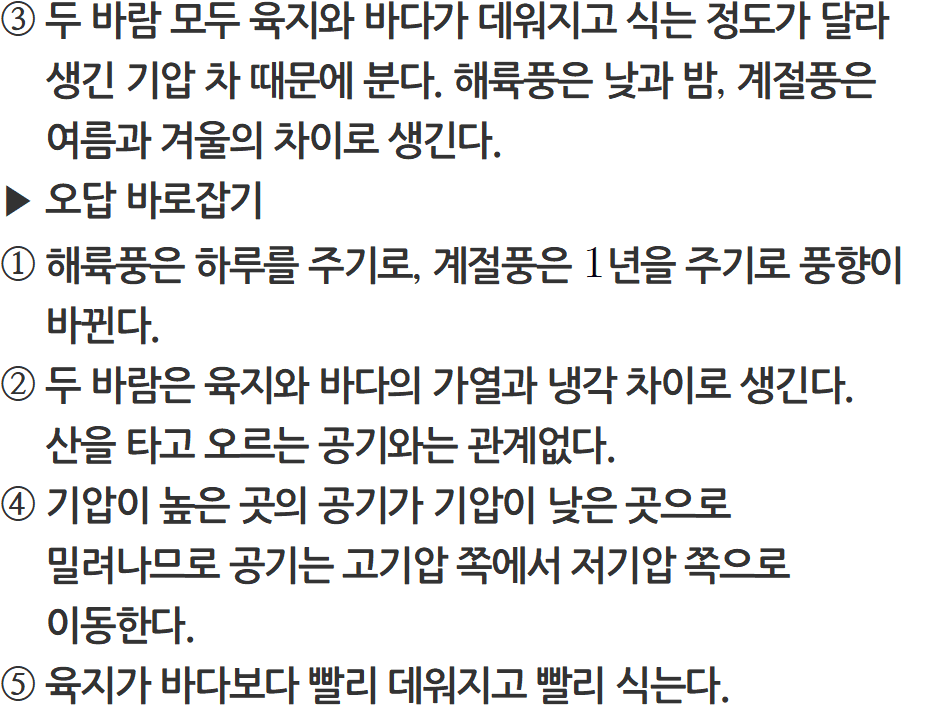 ③ 두 바람 모두 육지와 바다가 데워지고 식는 정도가 달라
생긴 기압 차 때문에 분다. 해륙풍은 낮과 밤, 계절풍은
여름과 겨울의 차이로 생긴다.
▶ 오답 바로잡기
① 해륙풍은 하루를 주기로, 계절풍은 1년을 주기로 풍향이
바뀐다.
② 두 바람은 육지와 바다의 가열과 냉각 차이로 생긴다.
산을 타고 오르는 공기와는 관계없다.
④ 기압이 높은 곳의 공기가 기압이 낮은 곳으로
밀려나므로 공기는 고기압 쪽에서 저기압 쪽으로
이동한다.
⑤ 육지가 바다보다 빨리 데워지고 빨리 식는다.